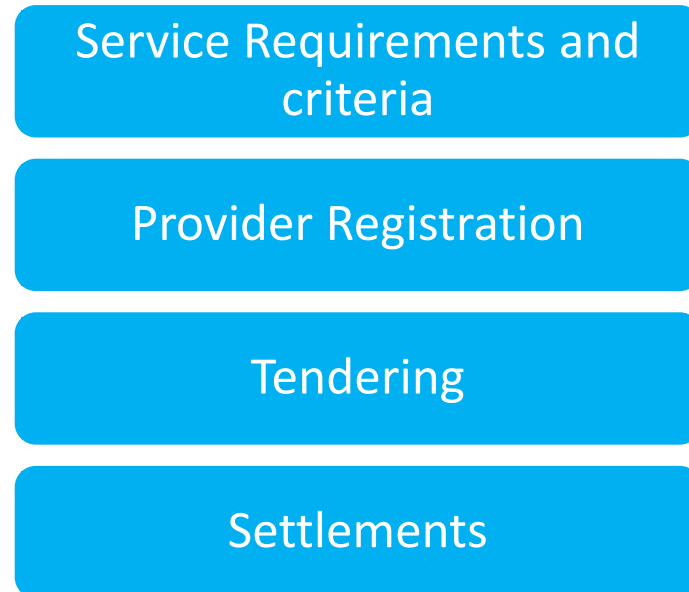 Service Requirements and
criteria
Provider Registration
Tendering
Settlements